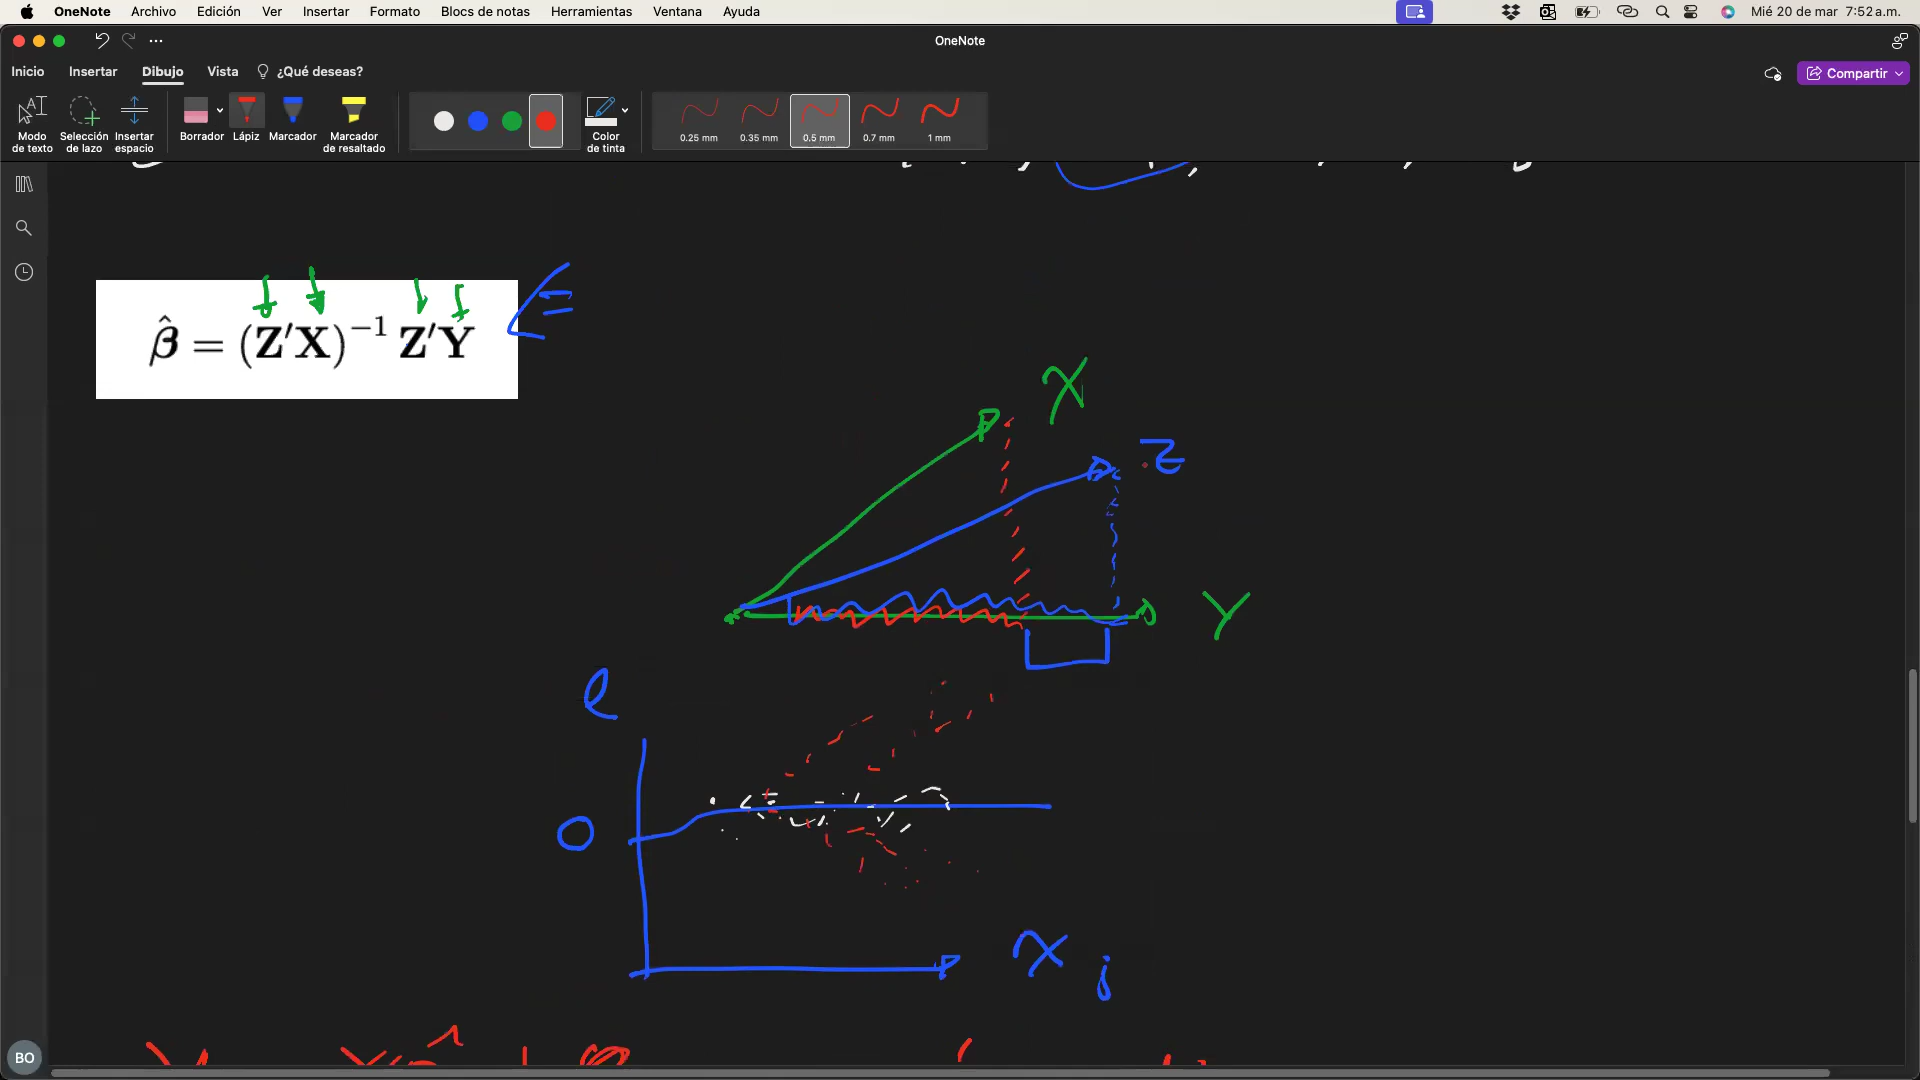 OneNote Archivo Edición Ver Insertar Formato Blocs de notas Herramientas Ventana Ayuda Mié 20 de mar 7:52 a.m.
OneNote
Inicio Insertar Dibujo Vista ¿Qué deseas? Compartir
Modo de texto
Selección de lazo
Insertar espacio
Borrador
Lápiz
Marcador
Marcador de resaltado
Color de tinta
0.25 mm 0.35 mm 0.5 mm 0.7 mm 1 mm
β̂ = (Z′X)⁻¹ Z′Y
X
Z
Y
e
0
X j
BO